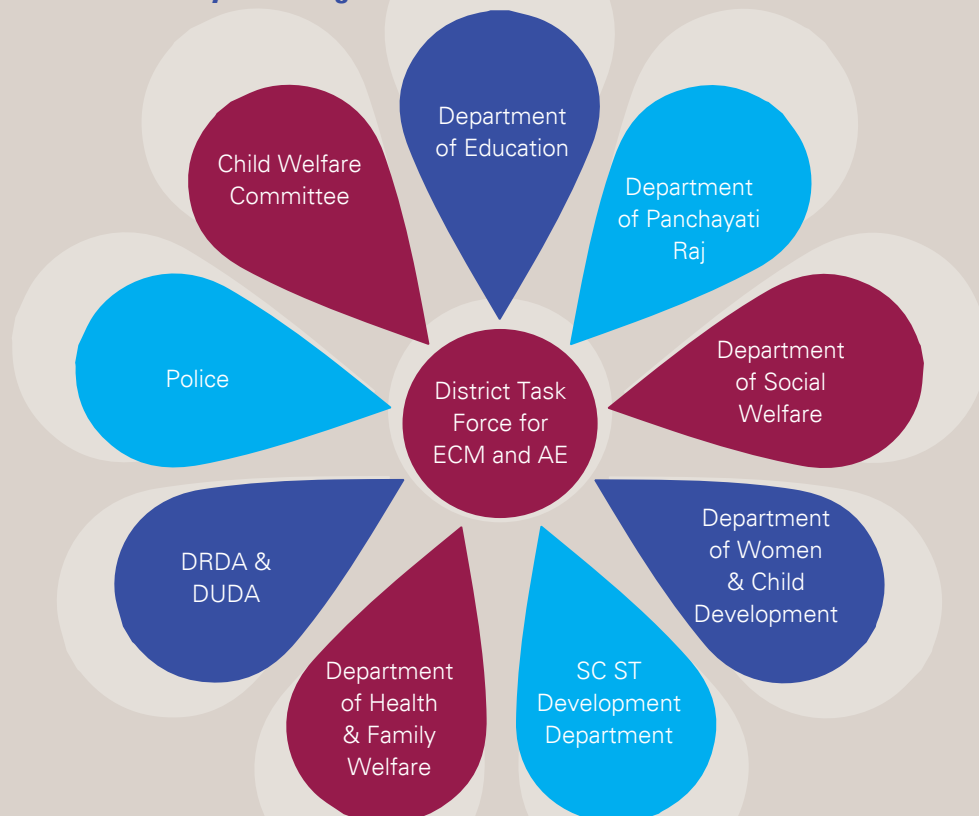 Department
of Education
Department
of Panchayati
Raj
Department
of Social
Welfare
Department
of Women
& Child
Development
SC ST
Development
Department
Department
of Health
& Family
Welfare
DRDA &
DUDA
Police
Child Welfare
Committee
District Task
Force for
ECM and AE